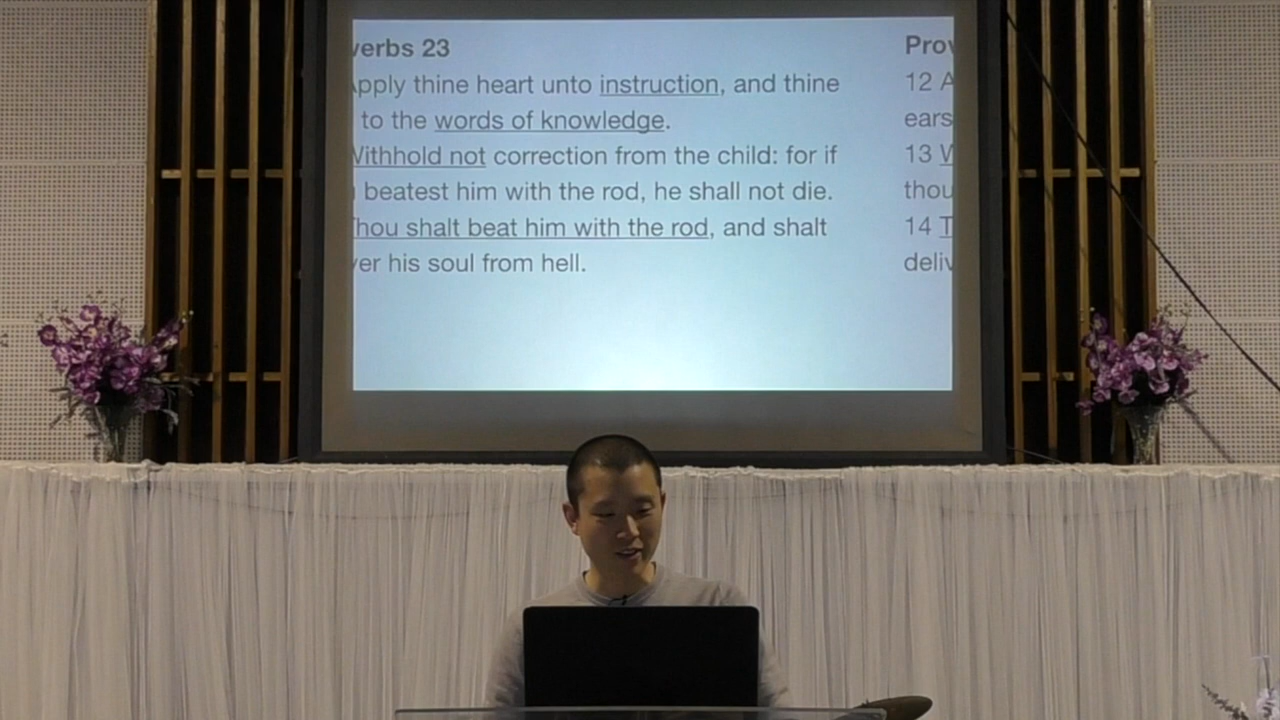 verbs 23
pply thine heart unto instruction, and thine
to the words of knowledge.
Withhold not correction from the child: for if
beatest him with the rod, he shall not die.
Thou shalt beat him with the rod, and shalt
ver his soul from hell.
Prov
12 A
ears
13 W
thou
14 T
deliv